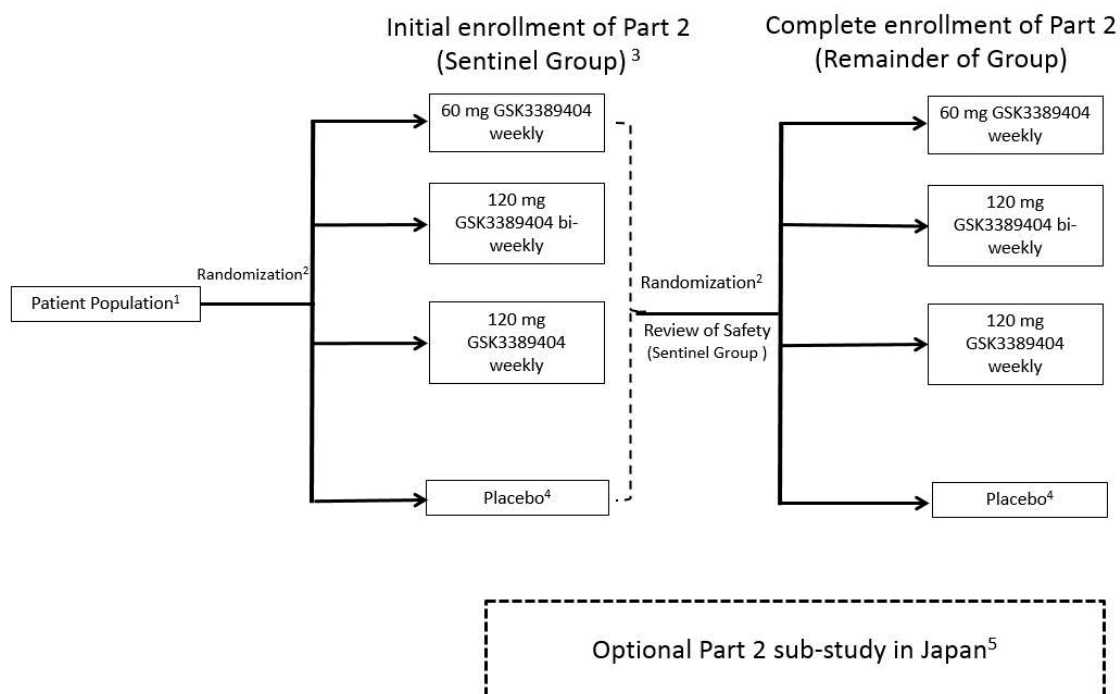 Initial enrollment of Part 2
(Sentinel Group) 3
Complete enrollment of Part 2
(Remainder of Group)
Patient Population1
Randomization2
60 mg GSK3389404
weekly
120 mg
GSK3389404 bi-
weekly
120 mg
GSK3389404
weekly
Placebo4
Randomization2
Review of Safety
(Sentinel Group )
60 mg GSK3389404
weekly
120 mg
GSK3389404 bi-
weekly
120 mg
GSK3389404
weekly
Placebo4
Optional Part 2 sub-study in Japan5